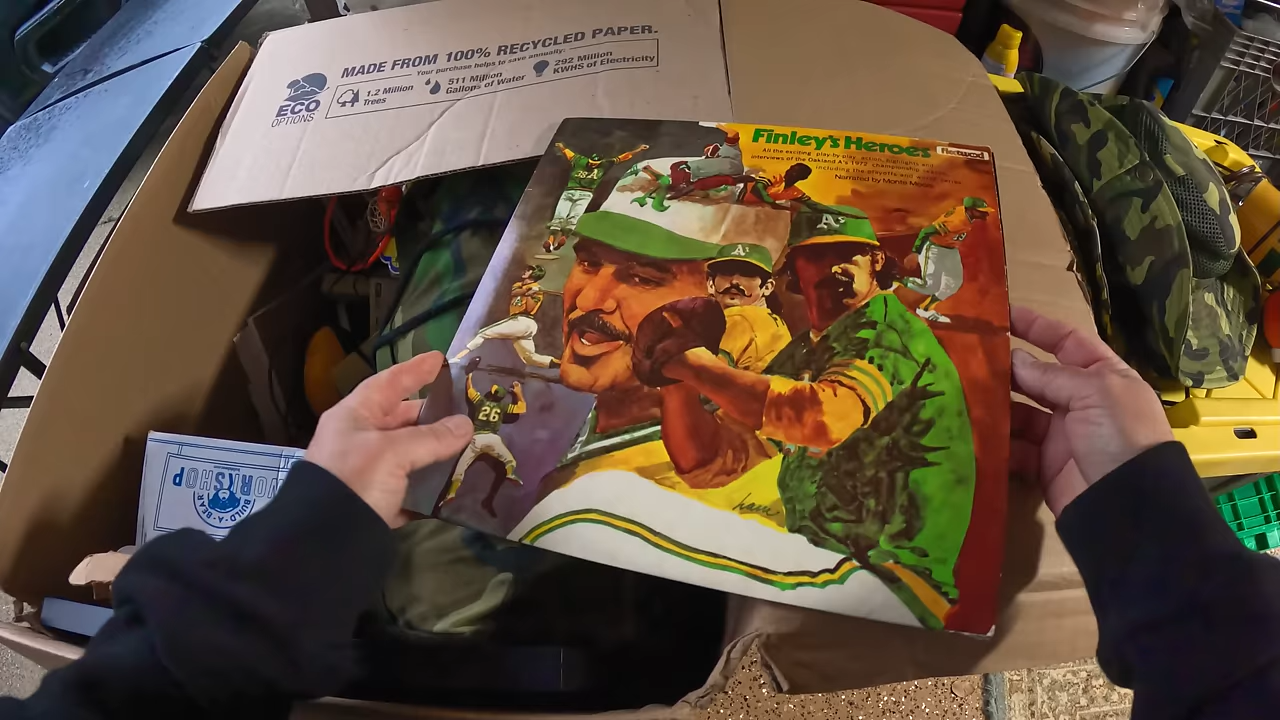 MADE FROM 100% RECYCLED PAPER.
Your purchase helps to save annually:
1.2 Million
Trees
511 Million
Gallons of Water
292 Million
KWHS of Electricity
ECO
OPTIONS
Finley's Heroes
Fleetwood
All the exciting play-by-play action, highlights and
interviews of the Oakland A's 1972 championship season
including the playoffs and World Series
Narrated by Monte Moore
A's
A's
26
WORKSHOP
BUILD-A-BEAR